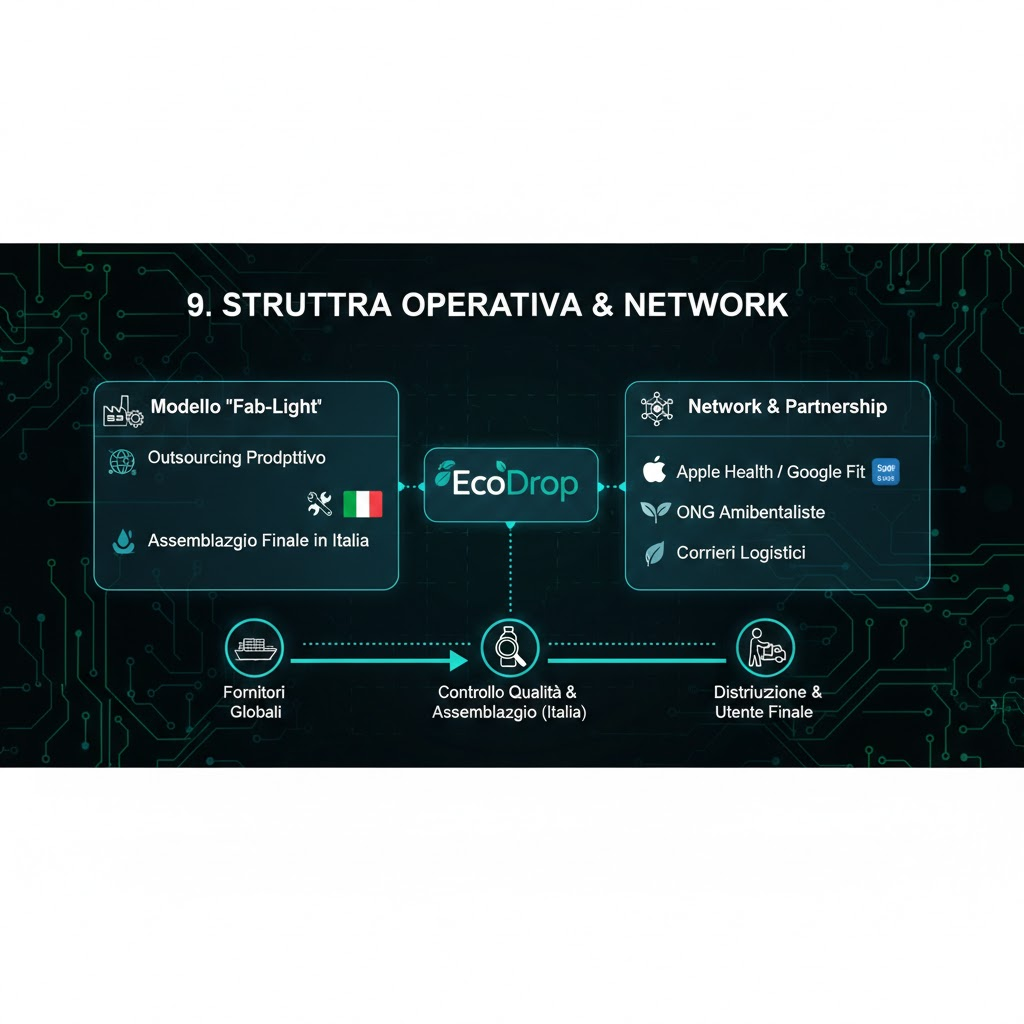 9. STRUTTRA OPERATIVA & NETWORK
Modello "Fab-Light"
Outsourcing Prodpttivo
Assemblazgio Finale in Italia
EcoDrop
Network & Partnership
Apple Health / Google Fit
ONG Amibentaliste
Corrieri Logistici
Fornitori
Globali
Controllo Qualità &
Assemblazgio (Italia)
Distriuzione &
Utente Finale